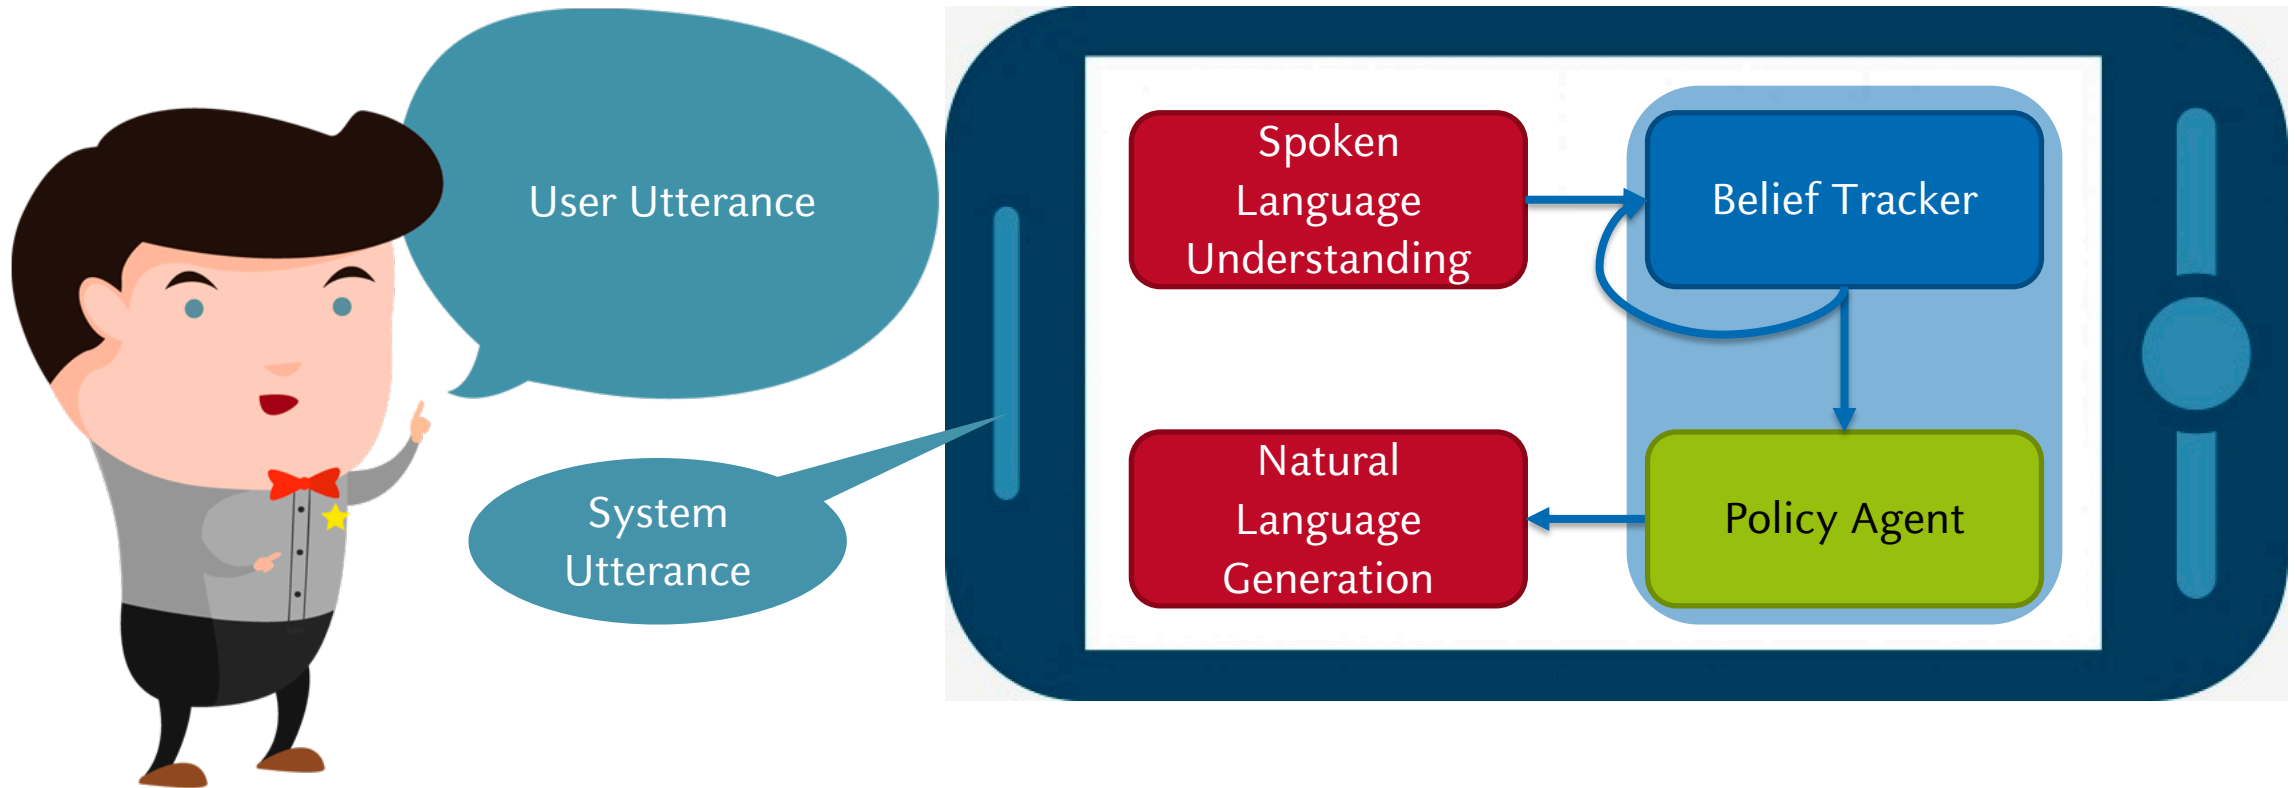 User Utterance
System
Utterance
Spoken
Language
Understanding
Belief Tracker
Natural
Language
Generation
Policy Agent